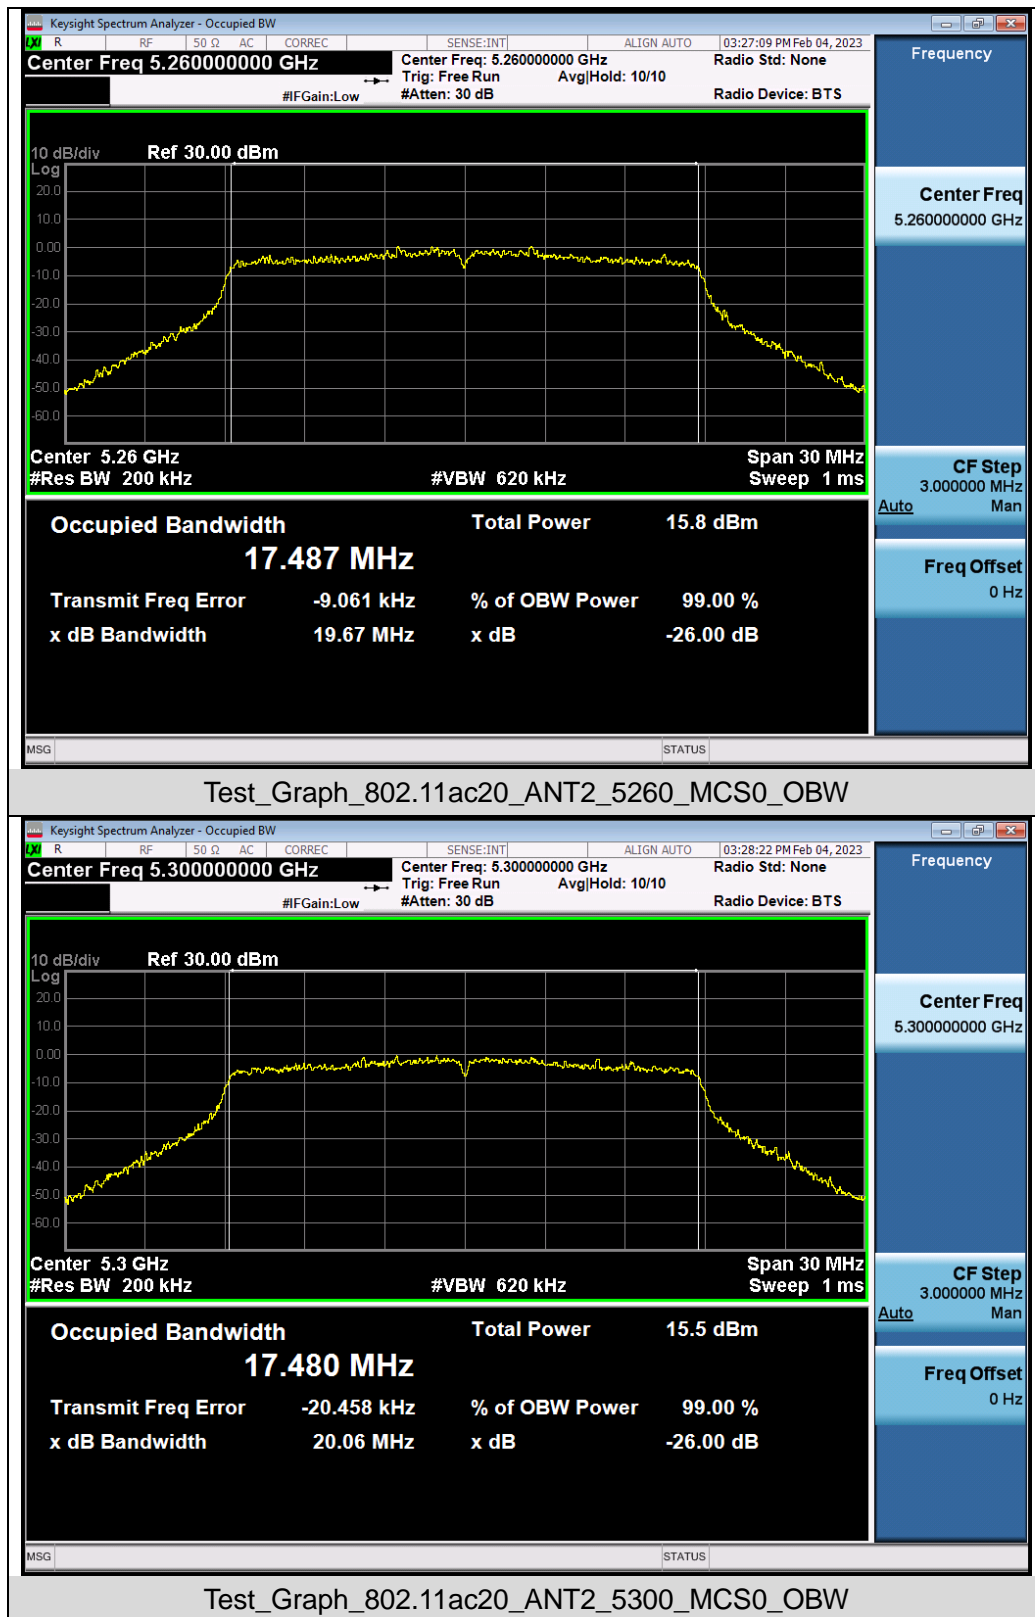 Keysight Spectrum Analyzer - Occupied BW
LXI R RF 50 Ω AC CORREC SENSE:INT ALIGN AUTO 03:27:09 PM Feb 04, 2023
Center Freq 5.260000000 GHz
Center Freq: 5.260000000 GHz Radio Std: None
Trig: Free Run Avg|Hold: 10/10
#IFGain:Low #Atten: 30 dB Radio Device: BTS
Frequency
10 dB/div Ref 30.00 dBm
Log
20.0
10.0
0.00
-10.0
-20.0
-30.0
-40.0
-50.0
-60.0
Center Freq
5.260000000 GHz
Center 5.26 GHz Span 30 MHz
#Res BW 200 kHz #VBW 620 kHz Sweep 1 ms
CF Step
3.000000 MHz
Auto Man
Freq Offset
0 Hz
Occupied Bandwidth Total Power 15.8 dBm
17.487 MHz
Transmit Freq Error -9.061 kHz % of OBW Power 99.00 %
x dB Bandwidth 19.67 MHz x dB -26.00 dB
MSG STATUS
Test_Graph_802.11ac20_ANT2_5260_MCS0_OBW
Keysight Spectrum Analyzer - Occupied BW
LXI R RF 50 Ω AC CORREC SENSE:INT ALIGN AUTO 03:28:22 PM Feb 04, 2023
Center Freq 5.300000000 GHz
Center Freq: 5.300000000 GHz Radio Std: None
Trig: Free Run Avg|Hold: 10/10
#IFGain:Low #Atten: 30 dB Radio Device: BTS
Frequency
10 dB/div Ref 30.00 dBm
Log
20.0
10.0
0.00
-10.0
-20.0
-30.0
-40.0
-50.0
-60.0
Center Freq
5.300000000 GHz
Center 5.3 GHz Span 30 MHz
#Res BW 200 kHz #VBW 620 kHz Sweep 1 ms
CF Step
3.000000 MHz
Auto Man
Freq Offset
0 Hz
Occupied Bandwidth Total Power 15.5 dBm
17.480 MHz
Transmit Freq Error -20.458 kHz % of OBW Power 99.00 %
x dB Bandwidth 20.06 MHz x dB -26.00 dB
MSG STATUS
Test_Graph_802.11ac20_ANT2_5300_MCS0_OBW